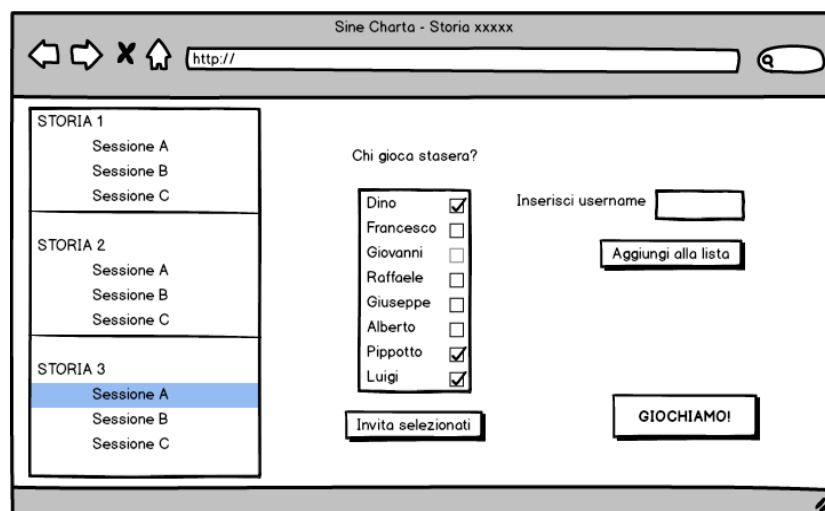 Sine Charta - Storia xxxxx
http://
STORIA 1
Sessione A
Sessione B
Sessione C
STORIA 2
Sessione A
Sessione B
Sessione C
STORIA 3
Sessione A
Sessione B
Sessione C
Chi gioca stasera?
Dino
Francesco
Giovanni
Raffaele
Giuseppe
Alberto
Pippotto
Luigi
Invita selezionati
Inserisci username
Aggiungi alla lista
GIOCHIAMO!